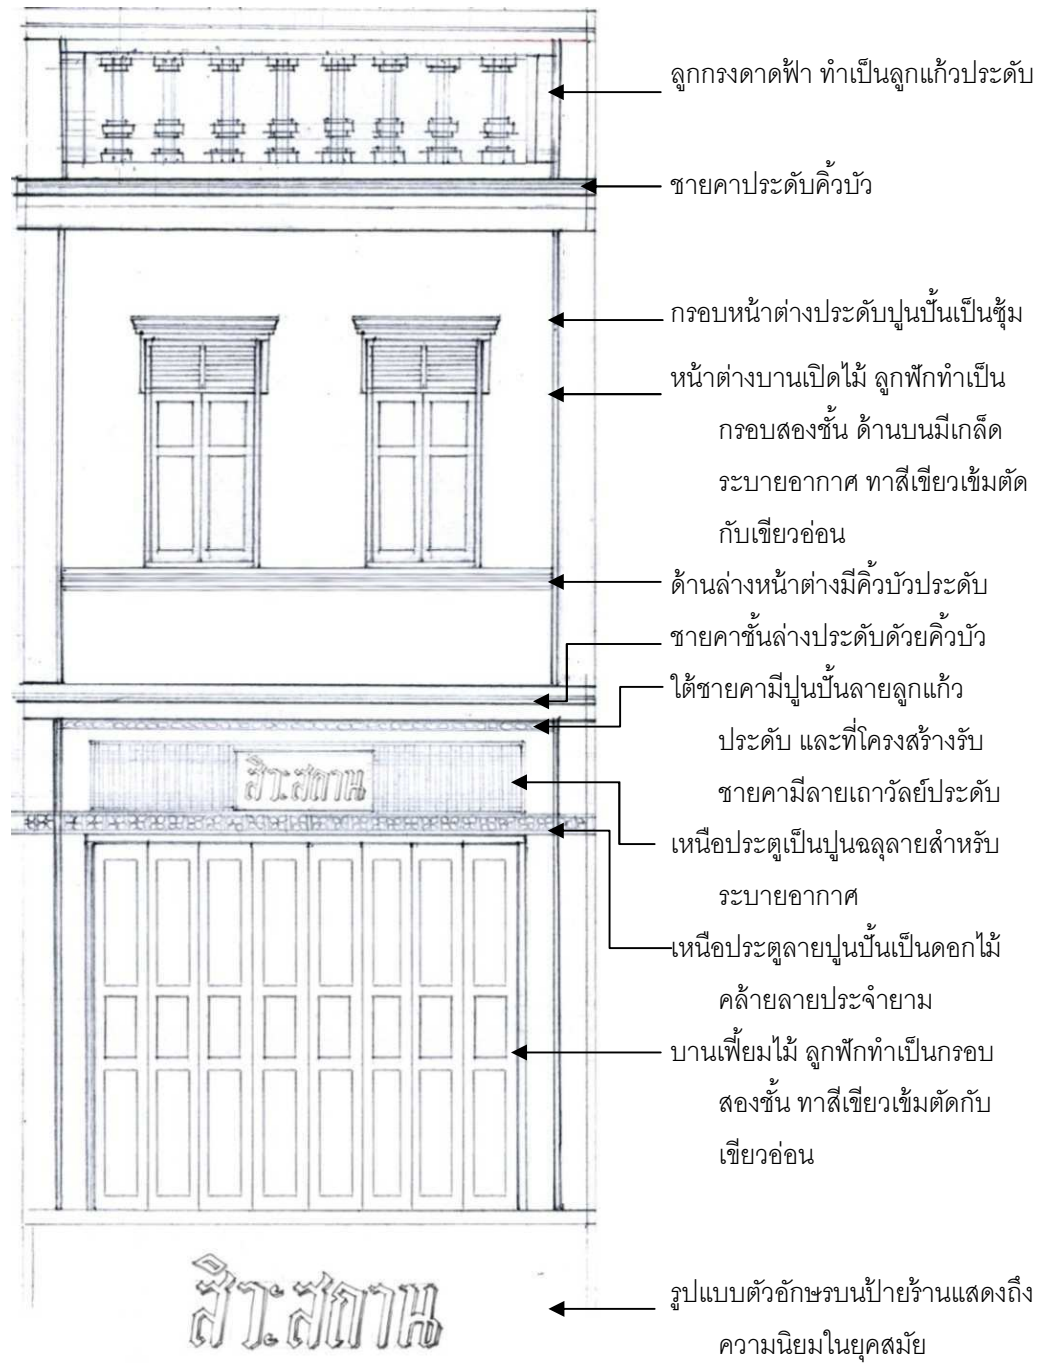 ลูกกรงดาดฟ้า ทำเป็นลูกแก้วประดับ
ชายคาประดับคิ้วบัว
กรอบหน้าต่างประดับปูนปั้นเป็นซุ้ม
หน้าต่างบานเปิดไม้ ลูกฟักทำเป็น
กรอบสองชั้น ด้านบนมีเกล็ด
ระบายอากาศ ทาสีเขียวเข้มตัด
กับเขียวอ่อน
ด้านล่างหน้าต่างมีคิ้วบัวประดับ
ชายคาชั้นล่างประดับด้วยคิ้วบัว
ใต้ชายคามีปูนปั้นลายลูกแก้ว
ประดับ และที่โครงสร้างรับ
ชายคามีลายเถาวัลย์ประดับ
สิว.สถาน
เหนือประตูเป็นปูนฉลุลายสำหรับ
ระบายอากาศ
เหนือประตูลายปูนปั้นเป็นดอกไม้
คล้ายลายประจำยาม
บานเฟี้ยมไม้ ลูกฟักทำเป็นกรอบ
สองชั้น ทาสีเขียวเข้มตัดกับ
เขียวอ่อน
สิว.สถาน
รูปแบบตัวอักษรบนป้ายร้านแสดงถึง
ความนิยมในยุคสมัย